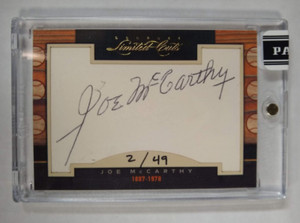 Limited Cuts
PA
Joe McCarthy
2/49
JOE McCARTHY
1887-1978